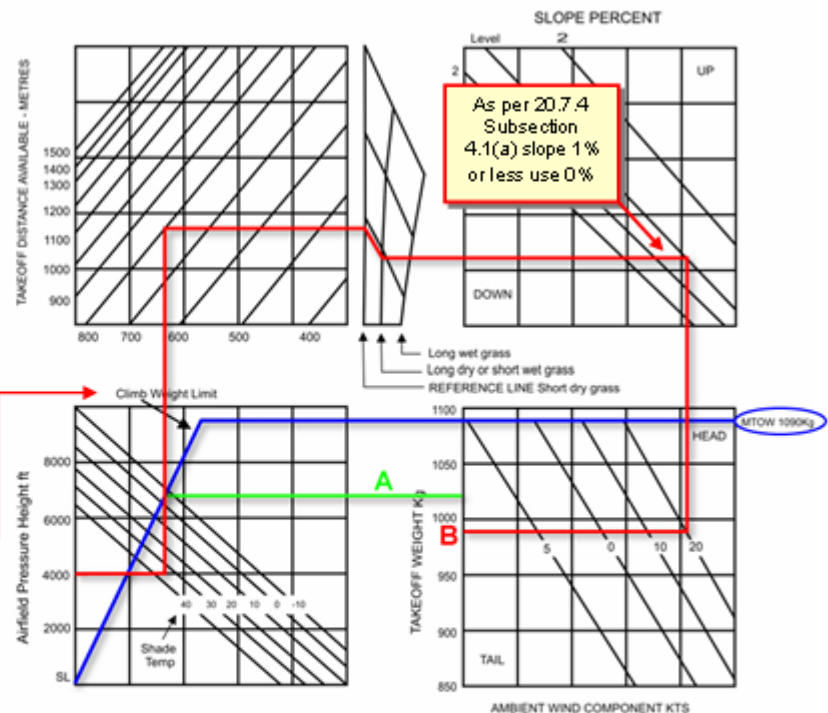 SLOPE PERCENT
Level
2
2
UP
As per 20.7.4
Subsection
4.1(a) slope 1%
or less use 0%
DOWN
TAKEOFF DISTANCE AVAILABLE - METRES
1500
1400
1300
1200
1100
1000
900
800 700 600 500 400
Long wet grass
Long dry or short wet grass
REFERENCE LINE Short dry grass
Climb Weight Limit
Airfield Pressure Height ft
8000
6000
4000
2000
SL
40 30 20 10 0 -10
Shade
Temp
A
B
TAKEOFF WEIGHT Kg
1100
1050
1000
950
900
850
MTOW 1090Kg
HEAD
5 0 10 20
TAIL
AMBIENT WIND COMPONENT KTS